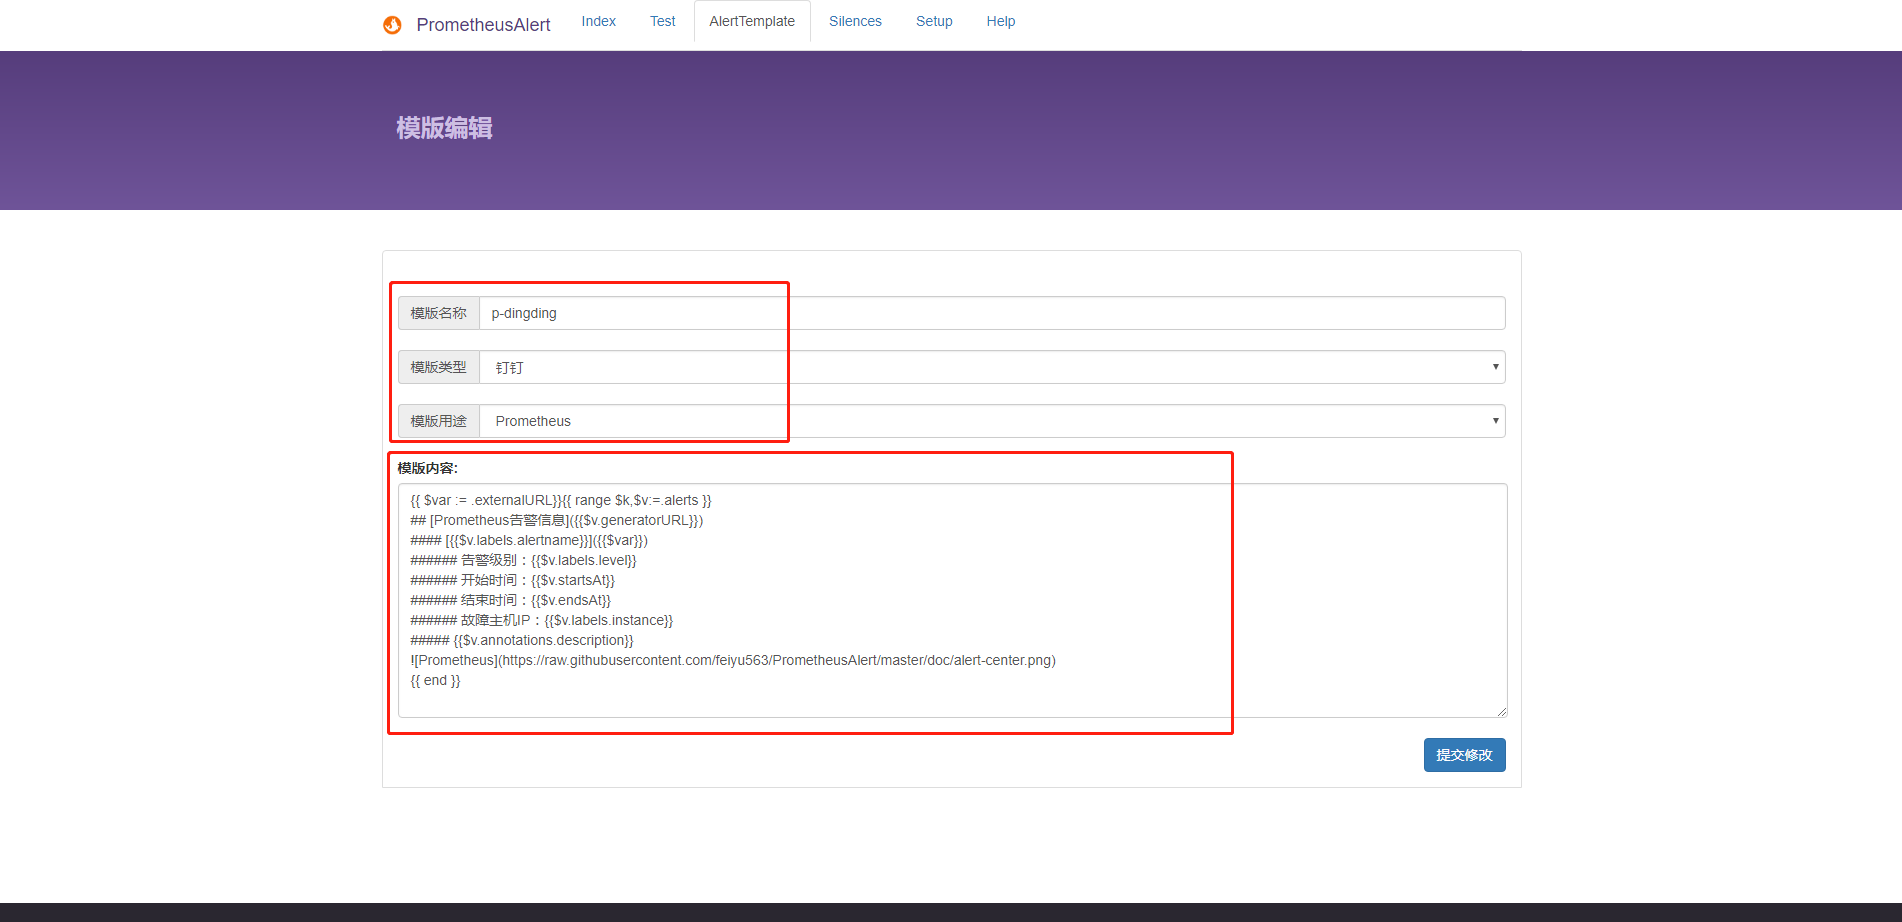 PrometheusAlert
Index
Test
AlertTemplate
Silences
Setup
Help
模版编辑
模版名称
p-dingding
模版类型
钉钉
模版用途
Prometheus
模版内容:
{{ $var := .externalURL}}{{ range $k,$v:=.alerts }}
## [Prometheus告警信息]({{$v.generatorURL}})
#### [{{$v.labels.alertname}}]({{$var}})
###### 告警级别：{{$v.labels.level}}
###### 开始时间：{{$v.startsAt}}
###### 结束时间：{{$v.endsAt}}
###### 故障主机IP：{{$v.labels.instance}}
##### {{$v.annotations.description}}
![Prometheus](https://raw.githubusercontent.com/feiyu563/PrometheusAlert/master/doc/alert-center.png)
{{ end }}
提交修改